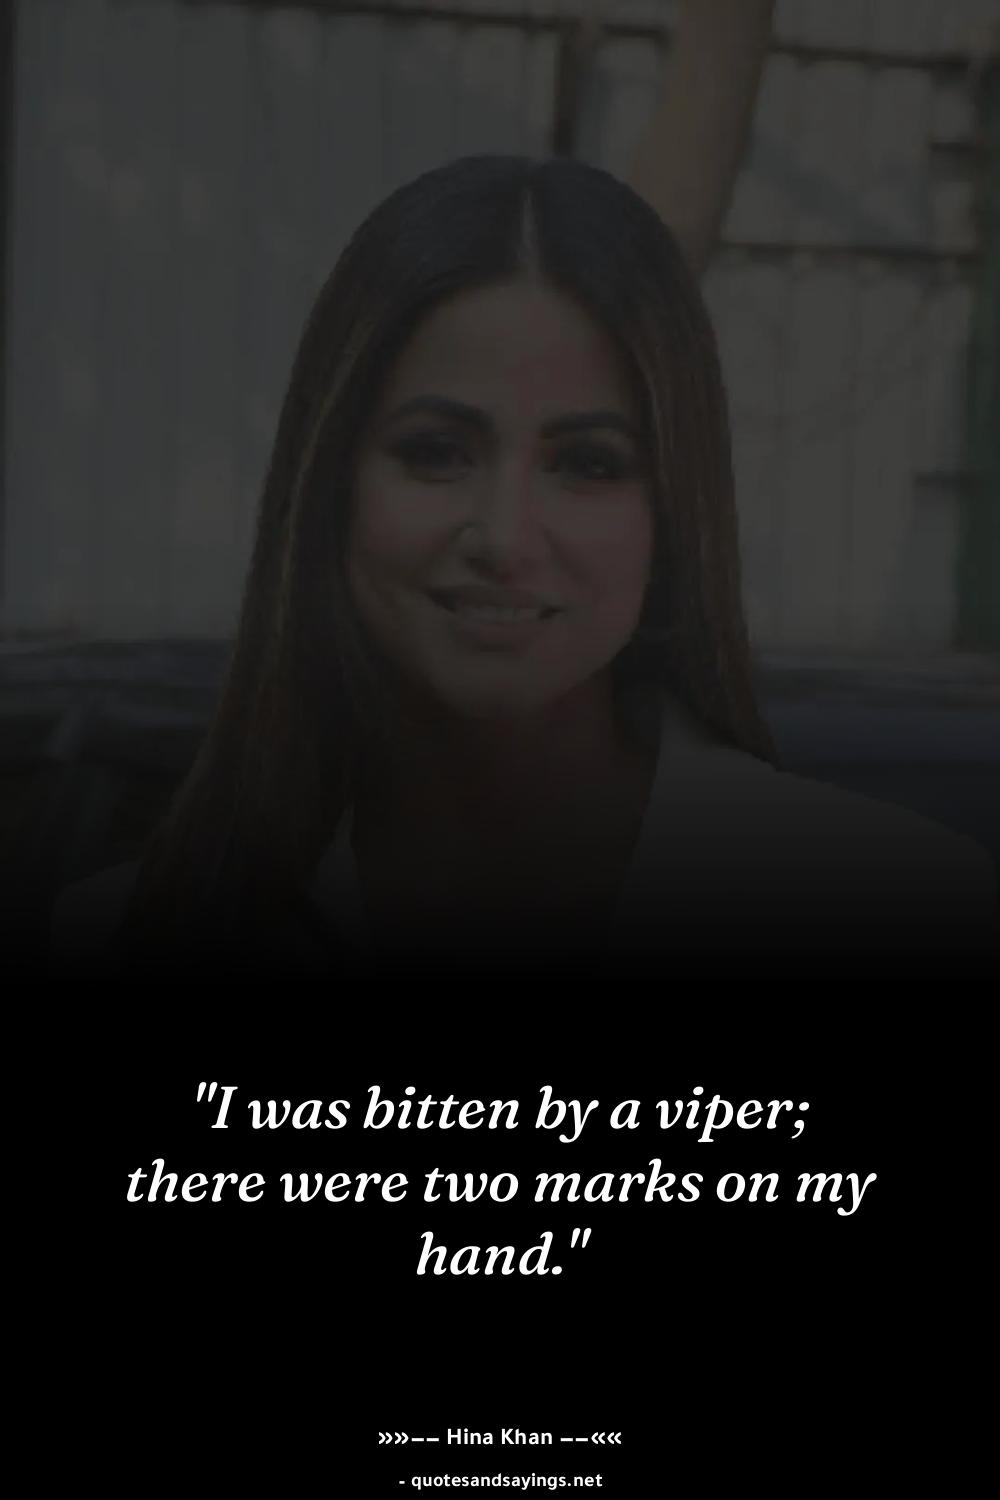 "I was bitten by a viper;
there were two marks on my
hand."
»»–– Hina Khan ––««
- quotesandsayings.net